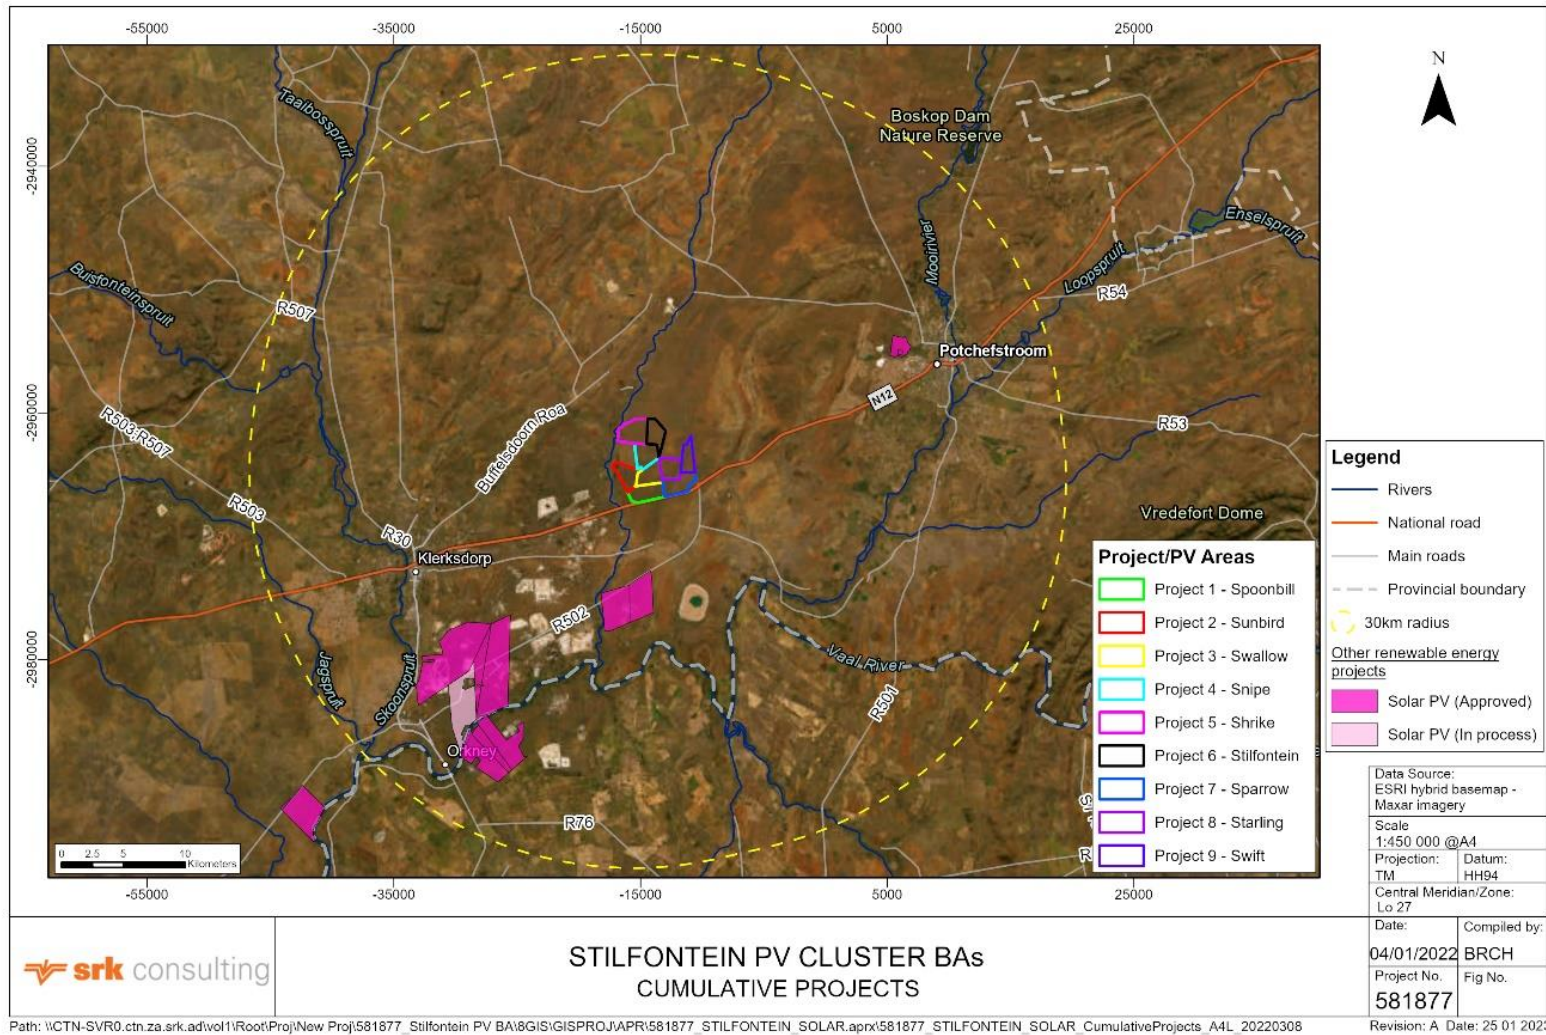 -55000
-35000
-15000
5000
25000
N
-2940000
-2960000
-2980000
Taaibosspruit
Boskop Dam
Nature Reserve
Mooirivier
Enselspruit
Loopspruit
R54
Buisfonteinspruit
R507
Potchefstroom
N12
R503;R507
Buffelsdoorn Roa
R53
R503
R30
Klerksdorp
Vredefort Dome
R502
Jagspruit
Skoonspruit
Vaal River
R501
Orkney
R76
0 2.5 5 10
Kilometers
-55000
-35000
-15000
5000
25000
Project/PV Areas
Project 1 - Spoonbill
Project 2 - Sunbird
Project 3 - Swallow
Project 4 - Snipe
Project 5 - Shrike
Project 6 - Stilfontein
Project 7 - Sparrow
Project 8 - Starling
Project 9 - Swift
Legend
Rivers
National road
Main roads
Provincial boundary
30km radius
Other renewable energy
projects
Solar PV (Approved)
Solar PV (In process)
Data Source:
ESRI hybrid basemap -
Maxar imagery
Scale
1:450 000 @A4
Projection:
TM
Datum:
HH94
Central Meridian/Zone:
Lo 27
Date:
04/01/2022
Compiled by:
BRCH
Project No.
581877
Fig No.
srk consulting
STILFONTEIN PV CLUSTER BAs
CUMULATIVE PROJECTS
Path: \\CTN-SVR0.ctn.za.srk.ad\vol1\Root\Proj\New Proj\581877_Stilfontein PV BA\8GIS\GISPROJ\APR\581877_STILFONTEIN_SOLAR.aprx\581877_STILFONTEIN_SOLAR_CumulativeProjects_A4L_20220308
Revision: A Date: 25 01 202